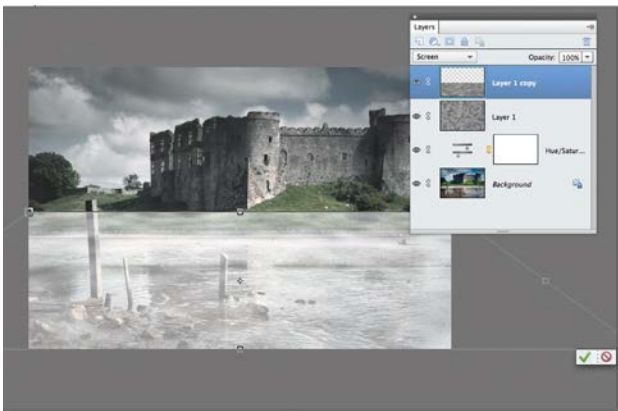 Layers
Screen
Opacity: 100%
Layer 1 copy
Layer 1
Hue/Satur...
Background